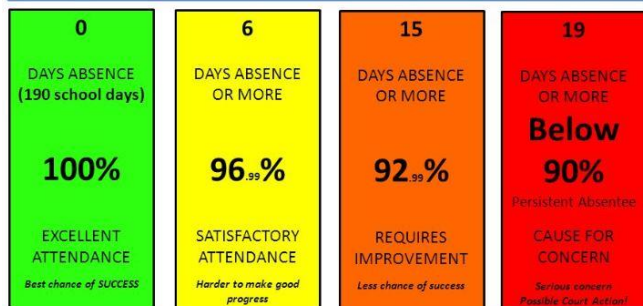 0
DAYS ABSENCE
(190 school days)
100%
EXCELLENT
ATTENDANCE
Best chance of SUCCESS
6
DAYS ABSENCE
OR MORE
96.99%
SATISFACTORY
ATTENDANCE
Harder to make good
progress
15
DAYS ABSENCE
OR MORE
92.99%
REQUIRES
IMPROVEMENT
Less chance of success
19
DAYS ABSENCE
OR MORE
Below
90%
Persistent Absentee
CAUSE FOR
CONCERN
Serious concern
Possible Court Action!